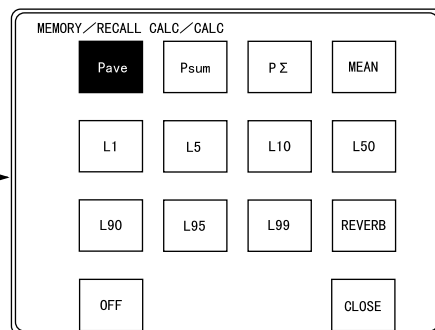 MEMORY／RECALL CALC／CALC
Pave Psum PΣ MEAN
L1 L5 L10 L50
L90 L95 L99 REVERB
OFF CLOSE